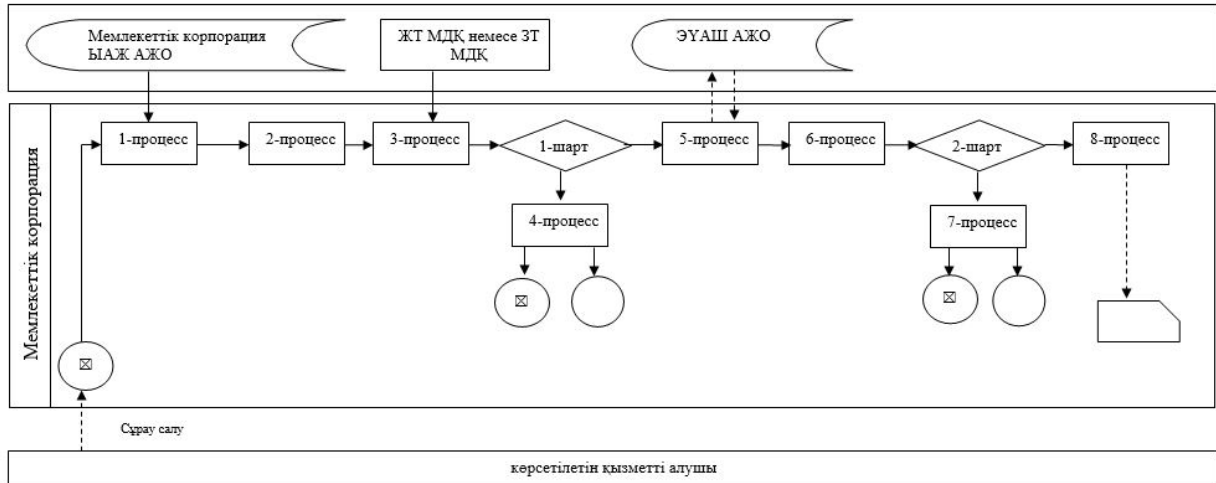 Мемлекеттік корпорация
ЫАЖ АЖО
ЖТ МДҚ немесе ЗТ
МДҚ
ЭҮАШ АЖО
Мемлекеттік корпорация
1-процесс
2-процесс
3-процесс
1-шарт
5-процесс
6-процесс
2-шарт
8-процесс
4-процесс
7-процесс
Сұрау салу
көрсетілетін қызметті алушы